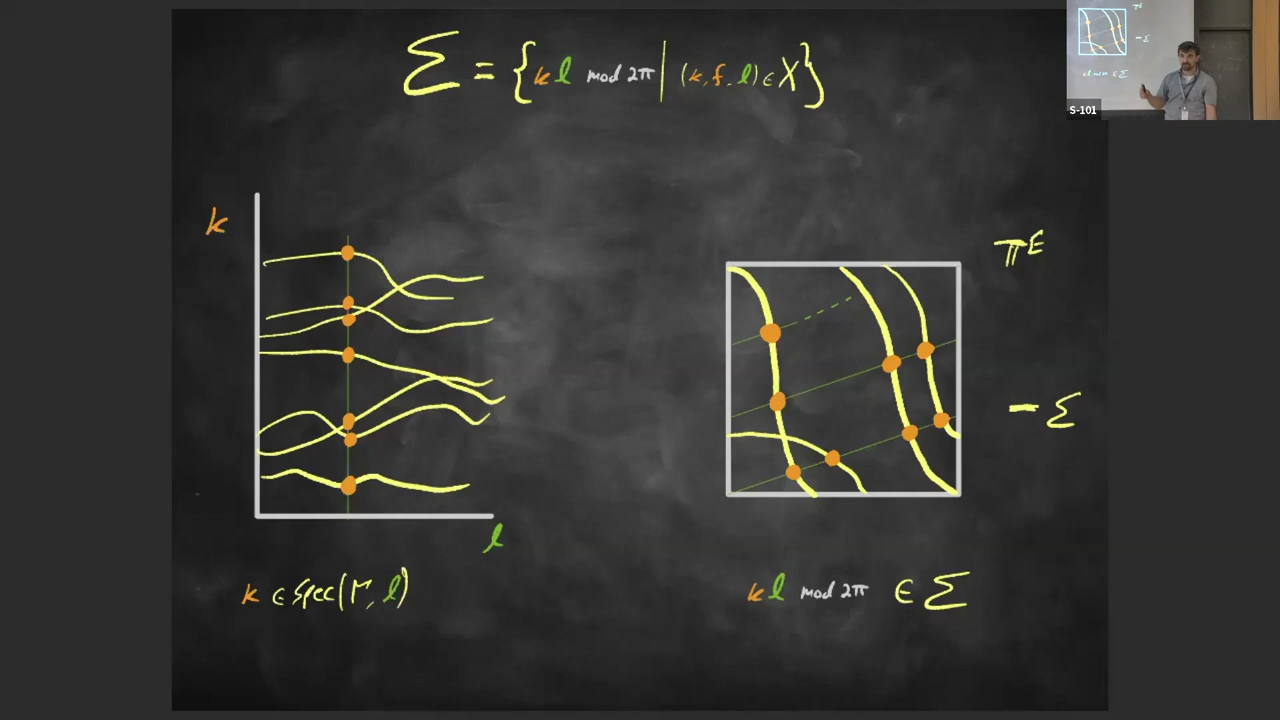 Σ = { kl mod 2π | (k, f, l) ∈ X }
k
𝕋^E
- Σ
l
k ∈ Spec(Γ, l)
kl mod 2π ∈ Σ
S-101